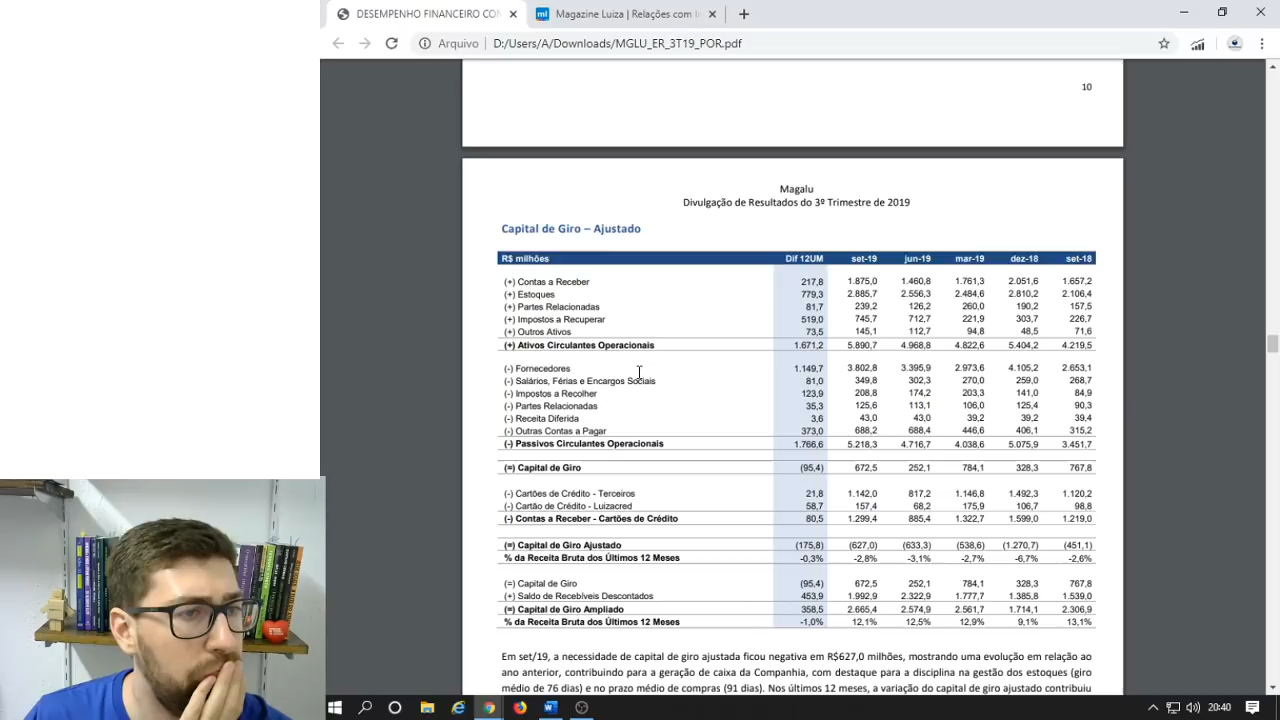 DESEMPENHO FINANCEIRO CON
Magazine Luiza | Relações com I
Arquivo D:/Users/A/Downloads/MGLU_ER_3T19_POR.pdf
10
Magalu
Divulgação de Resultados do 3º Trimestre de 2019
Capital de Giro – Ajustado
R$ milhões Dif 12UM set-19 jun-19 mar-19 dez-18 set-18
(+) Contas a Receber 217,8 1.875,0 1.460,8 1.761,3 2.051,6 1.657,2
(+) Estoques 779,3 2.885,7 2.556,3 2.484,6 2.810,2 2.106,4
(+) Partes Relacionadas 81,7 239,2 126,2 260,0 190,2 157,5
(+) Impostos a Recuperar 519,0 745,7 712,7 221,9 303,7 226,7
(+) Outros Ativos 73,5 145,1 112,7 94,8 48,5 71,6
(+) Ativos Circulantes Operacionais 1.671,2 5.890,7 4.968,8 4.822,6 5.404,2 4.219,5
(-) Fornecedores 1.149,7 3.802,8 3.395,9 2.973,6 4.105,2 2.653,1
(-) Salários, Férias e Encargos Sociais 81,0 349,8 302,3 270,0 259,0 268,7
(-) Impostos a Recolher 123,9 208,8 174,2 203,3 141,0 84,9
(-) Partes Relacionadas 35,3 125,6 113,1 106,0 125,4 90,3
(-) Receita Diferida 3,6 43,0 43,0 39,2 39,2 39,4
(-) Outras Contas a Pagar 373,0 688,2 688,4 446,6 406,1 315,2
(-) Passivos Circulantes Operacionais 1.766,6 5.218,3 4.716,7 4.038,6 5.075,9 3.451,7
(=) Capital de Giro (95,4) 672,5 252,1 784,1 328,3 767,8
(-) Cartões de Crédito - Terceiros 21,8 1.142,0 817,2 1.146,8 1.492,3 1.120,2
(-) Cartão de Crédito - Luizacred 58,7 157,4 68,2 175,9 106,7 98,8
(-) Contas a Receber - Cartões de Crédito 80,5 1.299,4 885,4 1.322,7 1.599,0 1.219,0
(=) Capital de Giro Ajustado (175,8) (627,0) (633,3) (538,6) (1.270,7) (451,1)
% da Receita Bruta dos Últimos 12 Meses -0,3% -2,8% -3,1% -2,7% -6,7% -2,6%
(=) Capital de Giro (95,4) 672,5 252,1 784,1 328,3 767,8
(+) Saldo de Recebíveis Descontados 453,9 1.992,9 2.322,9 1.777,7 1.385,8 1.539,0
(=) Capital de Giro Ampliado 358,5 2.665,4 2.574,9 2.561,7 1.714,1 2.306,9
% da Receita Bruta dos Últimos 12 Meses -1,0% 12,1% 12,5% 12,9% 9,1% 13,1%
Em set/19, a necessidade de capital de giro ajustada ficou negativa em R$627,0 milhões, mostrando uma evolução em relação ao
ano anterior, contribuindo para a geração de caixa da Companhia, com destaque para a disciplina na gestão dos estoques (giro
médio de 76 dias) e no prazo médio de compras (91 dias). Nos últimos 12 meses, a variação do capital de giro ajustado contribuiu
20:40